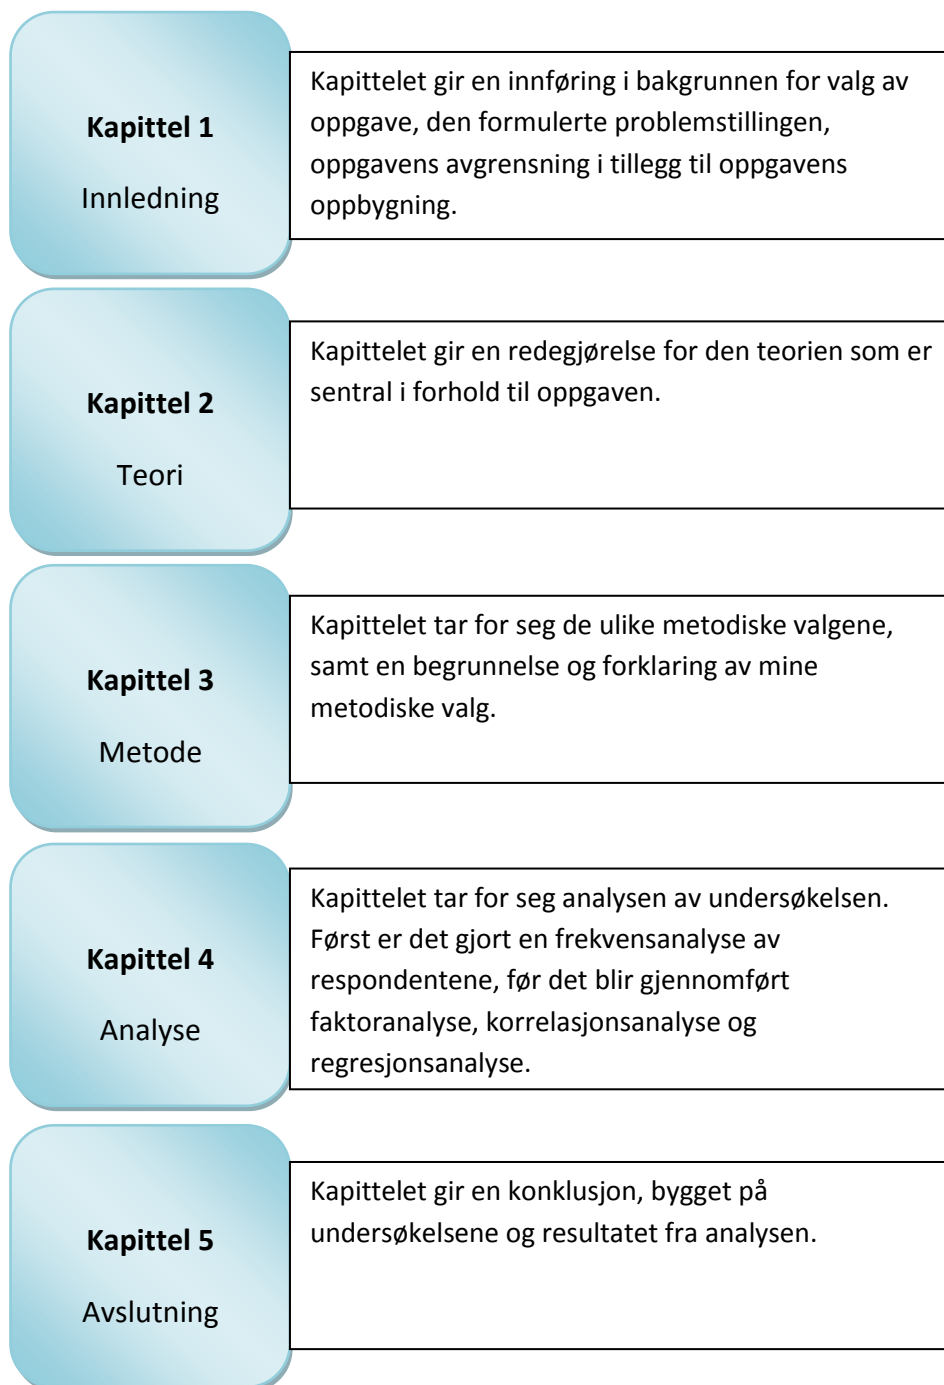 Kapittel 1
Innledning
Kapittelet gir en innføring i bakgrunnen for valg av
oppgave, den formulerte problemstillingen,
oppgavens avgrensning i tillegg til oppgavens
oppbygning.
Kapittel 2
Teori
Kapittelet gir en redegjørelse for den teorien som er
sentral i forhold til oppgaven.
Kapittel 3
Metode
Kapittelet tar for seg de ulike metodiske valgene,
samt en begrunnelse og forklaring av mine
metodiske valg.
Kapittel 4
Analyse
Kapittelet tar for seg analysen av undersøkelsen.
Først er det gjort en frekvensanalyse av
respondentene, før det blir gjennomført
faktoranalyse, korrelasjonsanalyse og
regresjonsanalyse.
Kapittel 5
Avslutning
Kapittelet gir en konklusjon, bygget på
undersøkelsene og resultatet fra analysen.